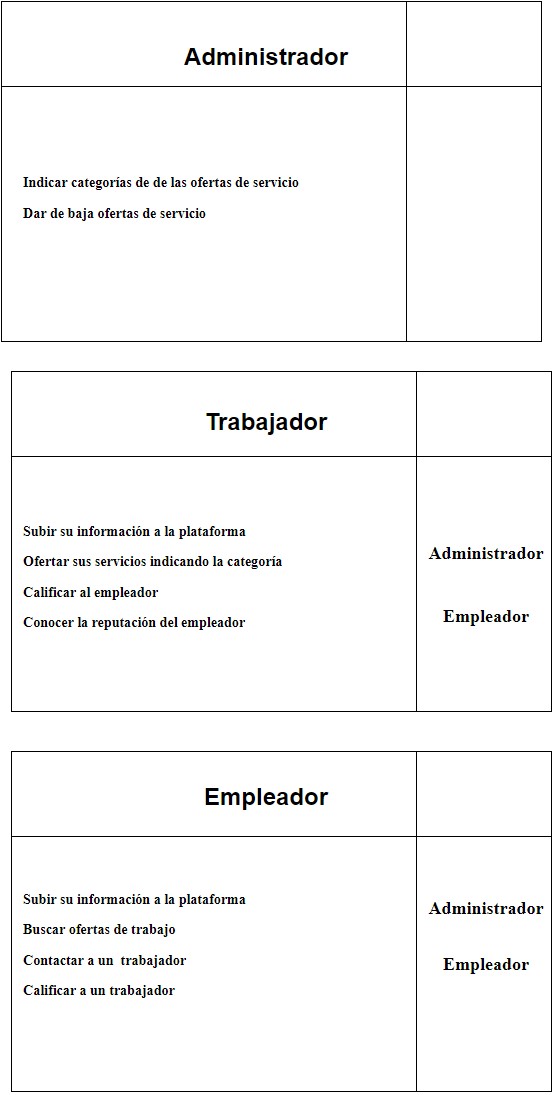 Administrador
Indicar categorías de de las ofertas de servicio
Dar de baja ofertas de servicio
Trabajador
Subir su información a la plataforma
Ofertar sus servicios indicando la categoría
Calificar al empleador
Conocer la reputación del empleador
Administrador
Empleador
Empleador
Subir su información a la plataforma
Buscar ofertas de trabajo
Contactar a un  trabajador
Calificar a un trabajador
Administrador
Empleador